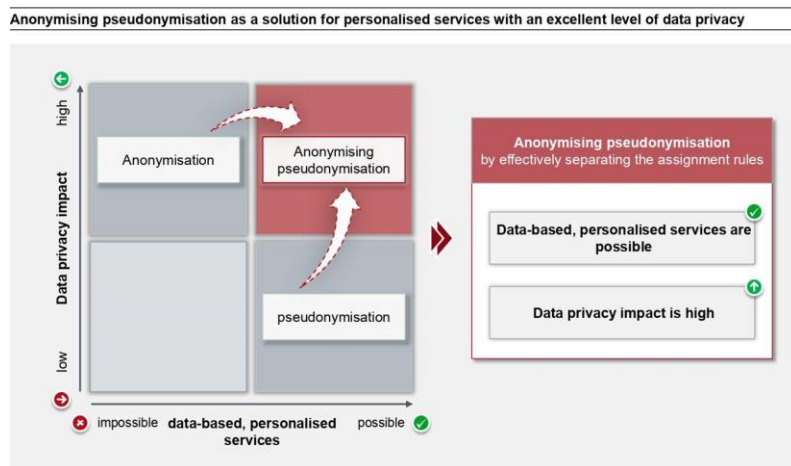 Anonymising pseudonymisation as a solution for personalised services with an excellent level of data privacy
high
Data privacy impact
low
Anonymisation
Anonymising
pseudonymisation
pseudonymisation
impossible
data-based, personalised
services
possible
Anonymising pseudonymisation
by effectively separating the assignment rules
Data-based, personalised services are
possible
Data privacy impact is high